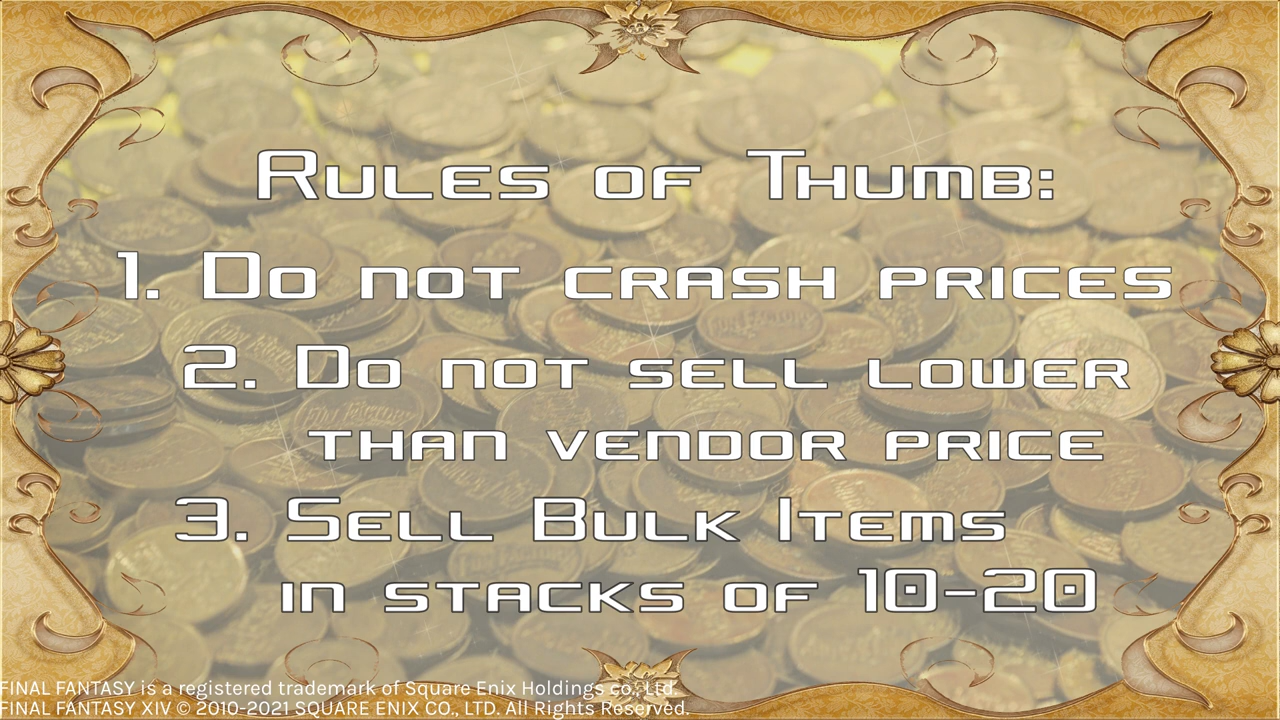 Rules of Thumb:
1. Do not crash prices
2. Do not sell lower
than vendor price
3. Sell Bulk Items
in stacks of 10-20
FINAL FANTASY is a registered trademark of Square Enix Holdings co., Ltd.
FINAL FANTASY XIV © 2010-2021 SQUARE ENIX CO., LTD. All Rights Reserved.